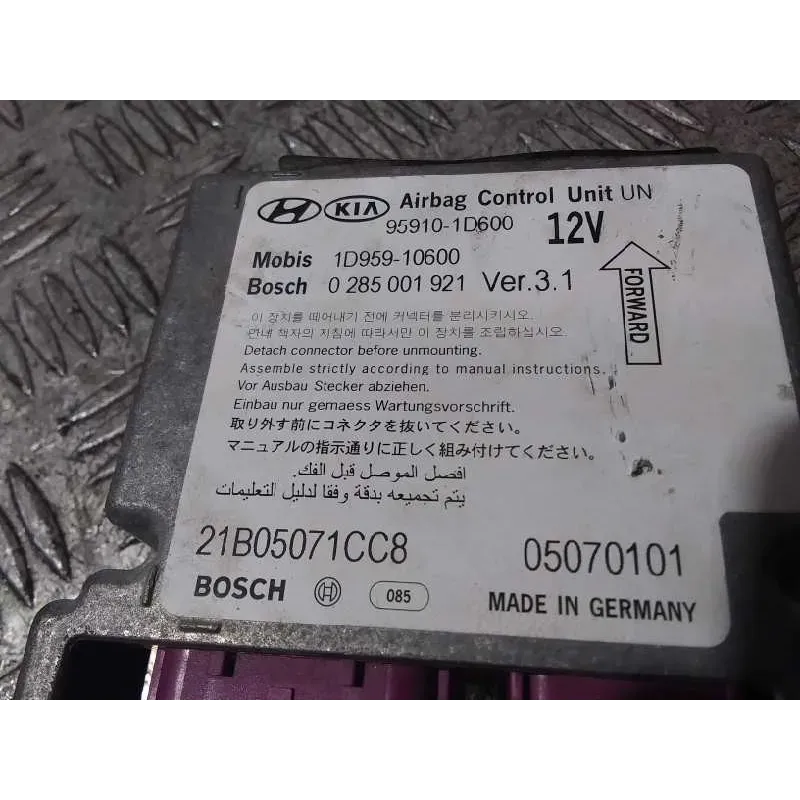 KIA Airbag Control Unit UN
95910-1D600 12V
Mobis 1D959-10600
Bosch 0 285 001 921 Ver.3.1
FORWARD
이 장치를 떼어내기 전에 커넥터를 분리시키시오.
안내 책자의 지침에 따라서만 이 장치를 조립하십시오.
Detach connector before unmounting.
Assemble strictly according to manual instructions.
Vor Ausbau Stecker abziehen.
Einbau nur gemaess Wartungsvorschrift.
取り外す前にコネクタを抜いてください。
マニュアルの指示通りに正しく組み付けてください。
افصل الموصل قبل الفك.
يتم تجميعه بدقة وفقا لدليل التعليمات
21B05071CC8 05070101
BOSCH 085 MADE IN GERMANY